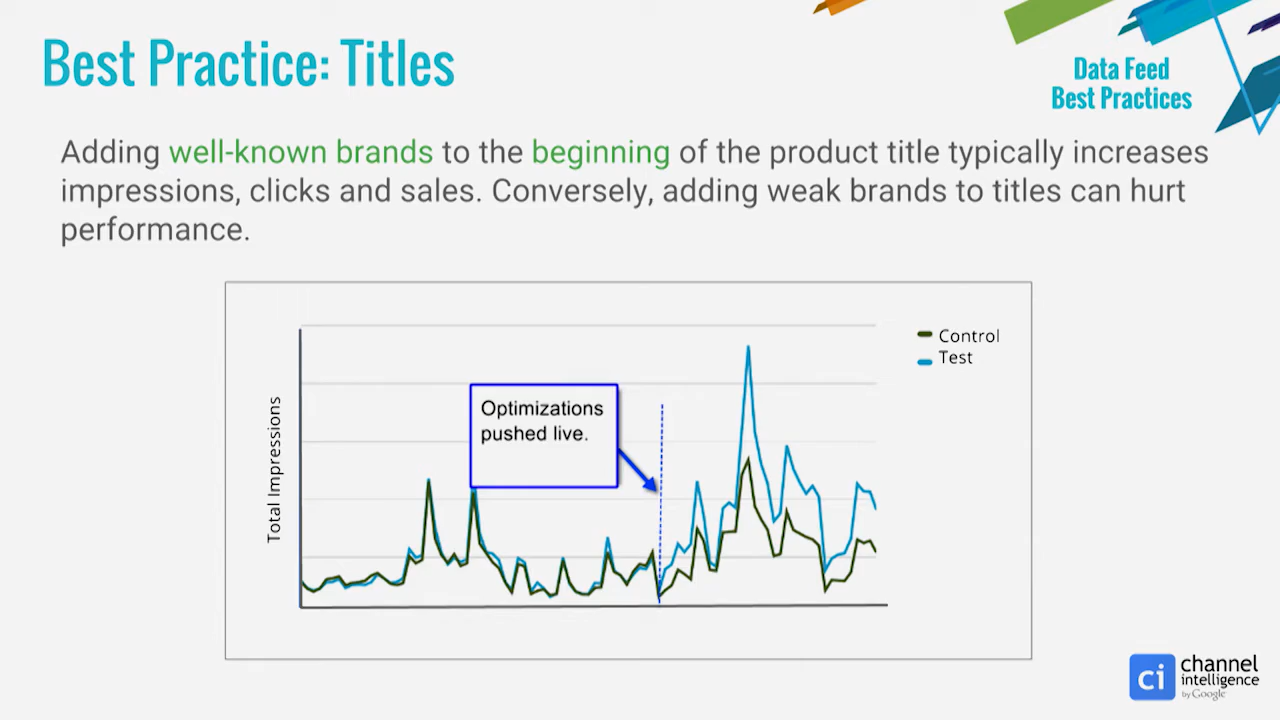 Best Practice: Titles
Data Feed
Best Practices
Adding well-known brands to the beginning of the product title typically increases
impressions, clicks and sales. Conversely, adding weak brands to titles can hurt
performance.
Control
Test
Optimizations
pushed live.
Total Impressions
ci channel
intelligence
by Google